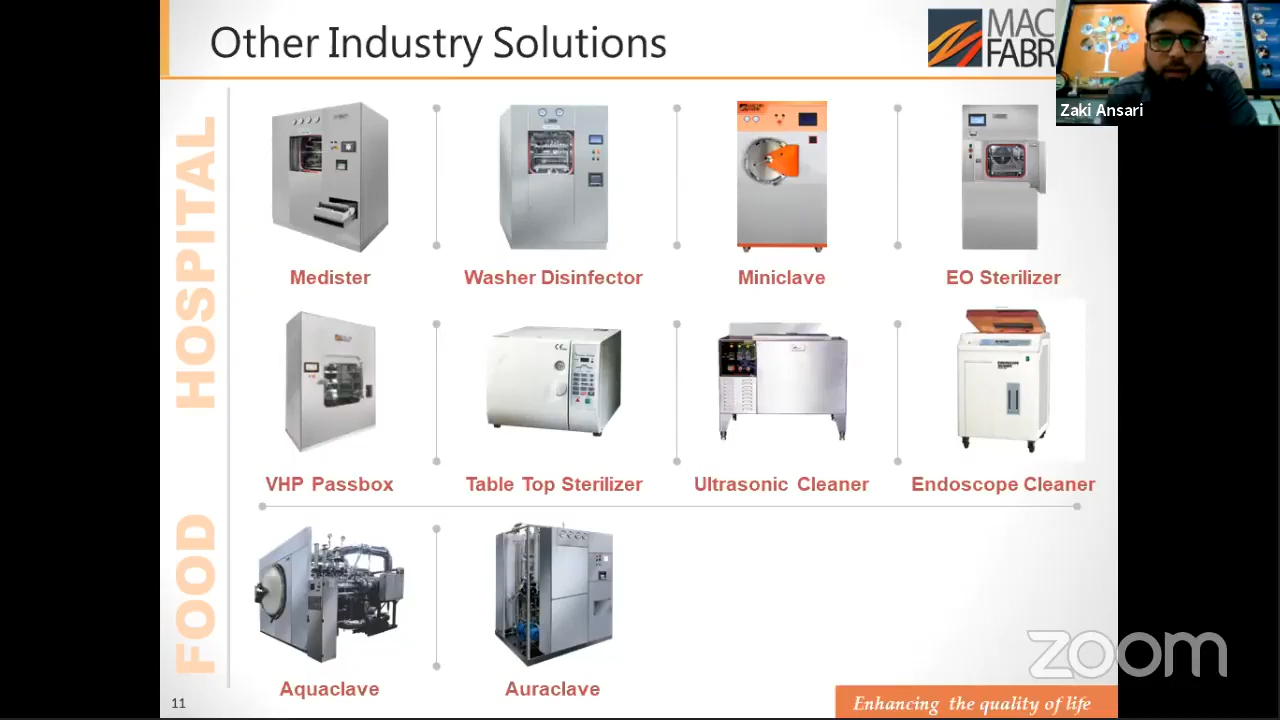 Other Industry Solutions
MAC
FABR
Zaki Ansari
HOSPITAL
Medister
Washer Disinfector
Miniclave
EO Sterilizer
VHP Passbox
Table Top Sterilizer
Ultrasonic Cleaner
Endoscope Cleaner
FOOD
Aquaclave
Auraclave
zoom
11
Enhancing the quality of life